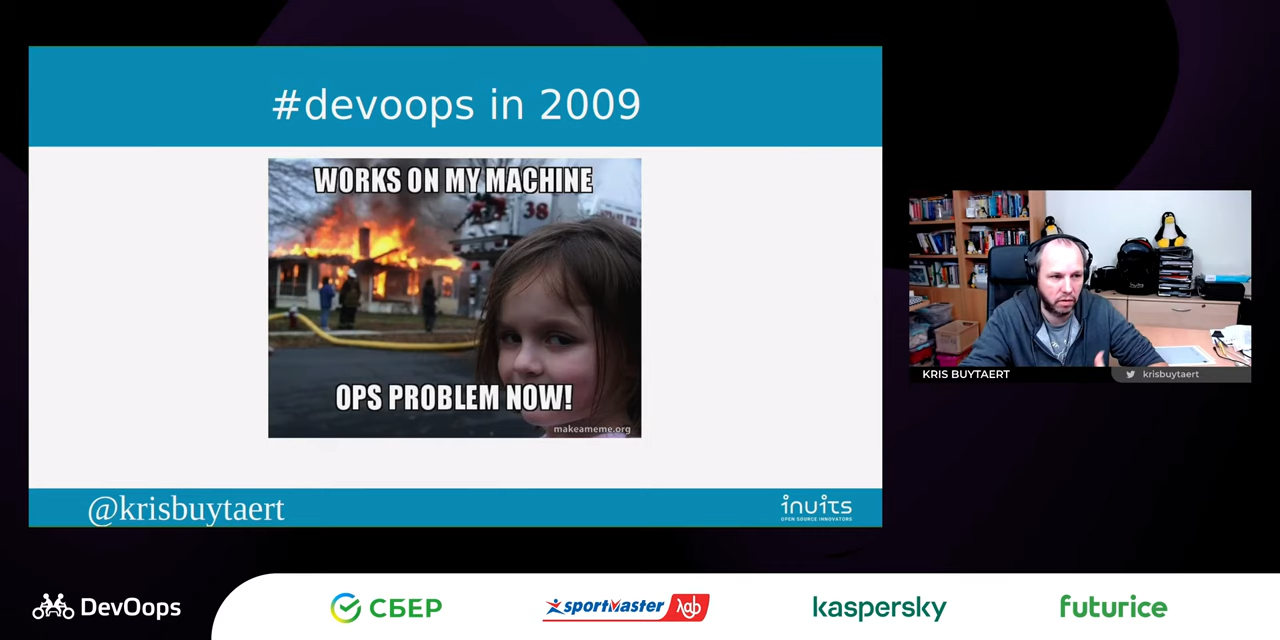 #devoops in 2009
WORKS ON MY MACHINE
38
OPS PROBLEM NOW!
makeameme.org
@krisbuytaert
inuits
OPEN SOURCE INNOVATORS
KRIS BUYTAERT
krisbuytaert
DevOops
СБЕР
sportmaster лаб
kaspersky
futurice